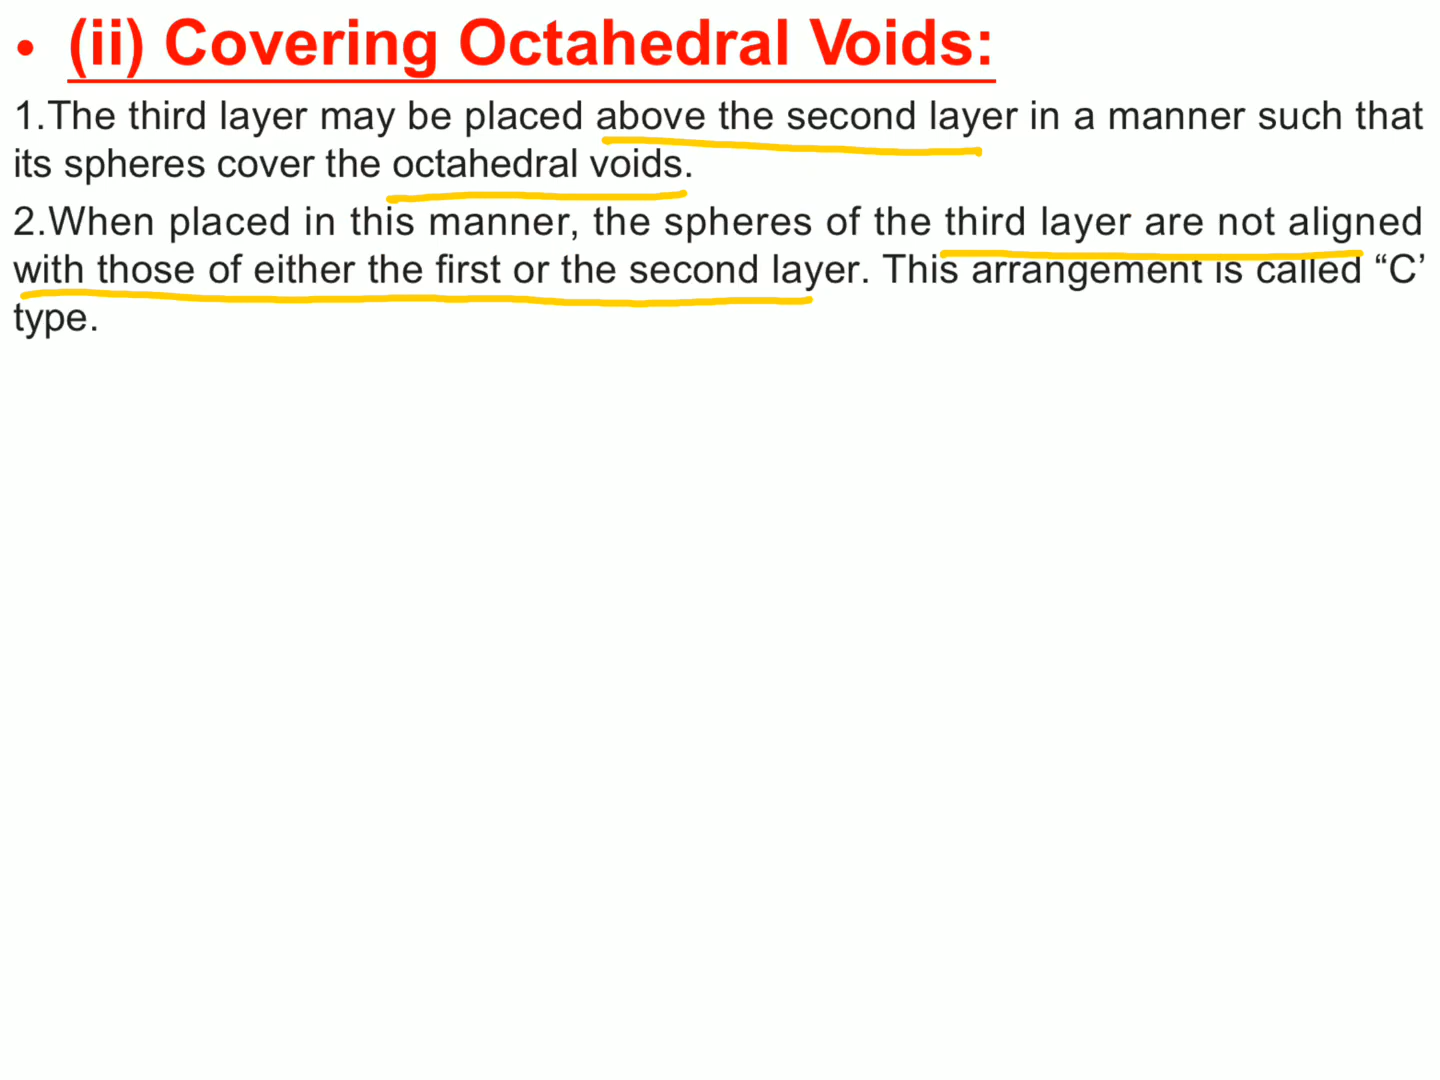 • (ii) Covering Octahedral Voids:
1.The third layer may be placed above the second layer in a manner such that
its spheres cover the octahedral voids.
2.When placed in this manner, the spheres of the third layer are not aligned
with those of either the first or the second layer. This arrangement is called “C’
type.